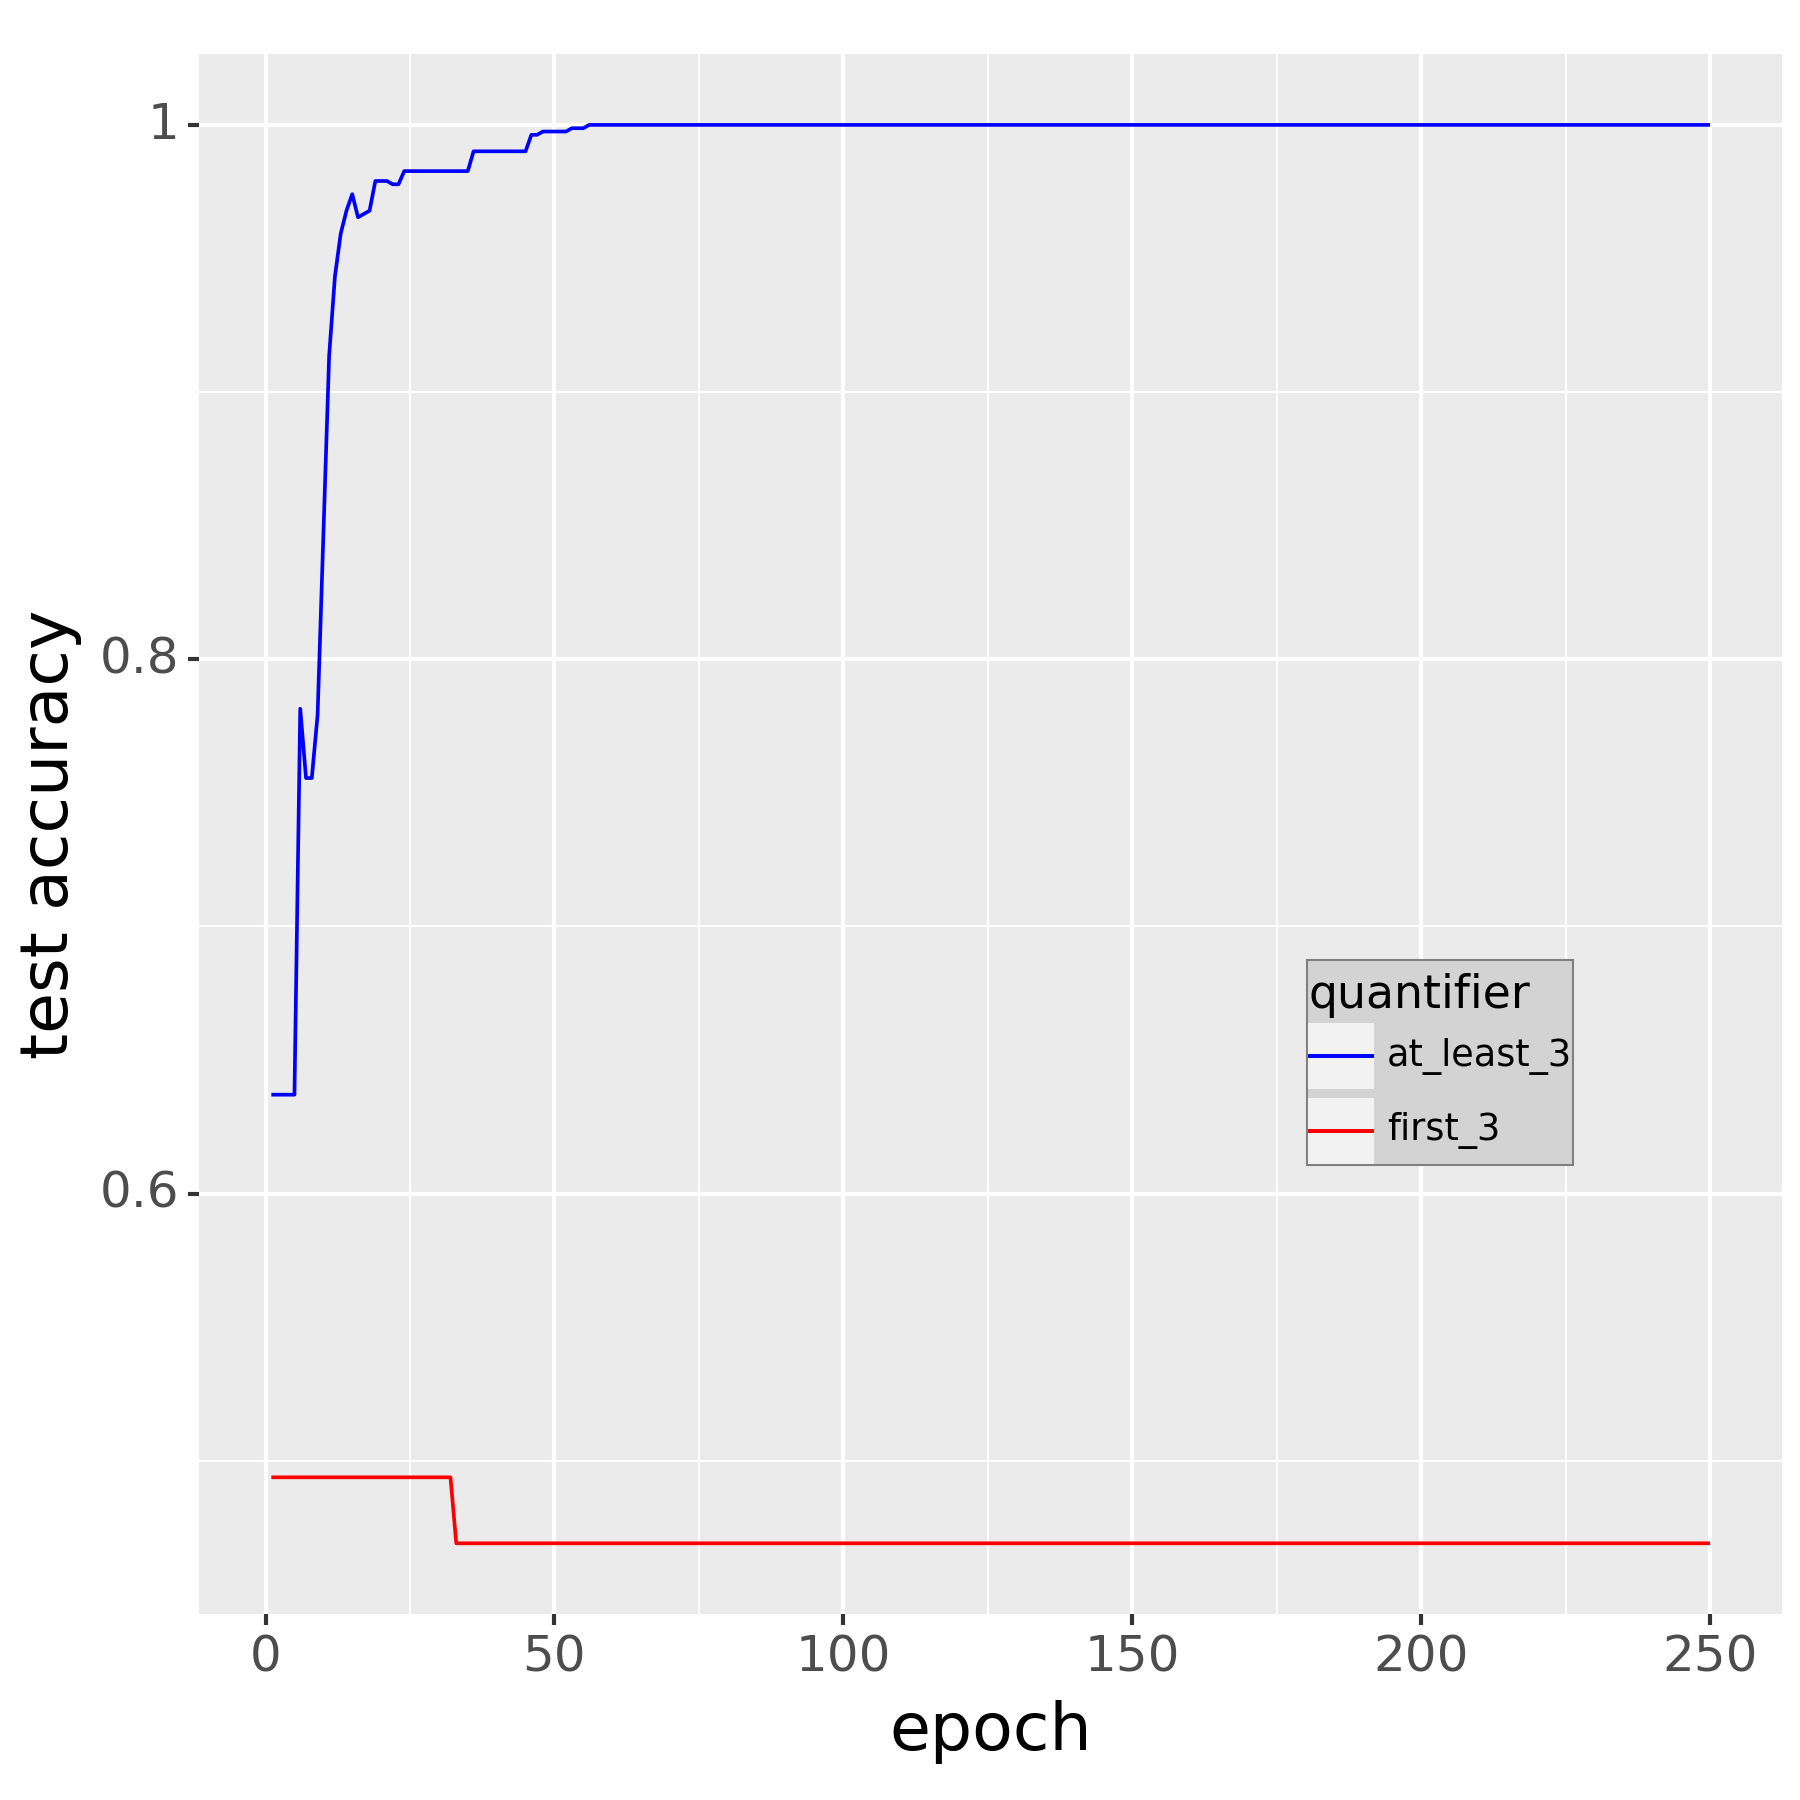 1
0.8
0.6
test accuracy
quantifier
at_least_3
first_3
0 50 100 150 200 250
epoch